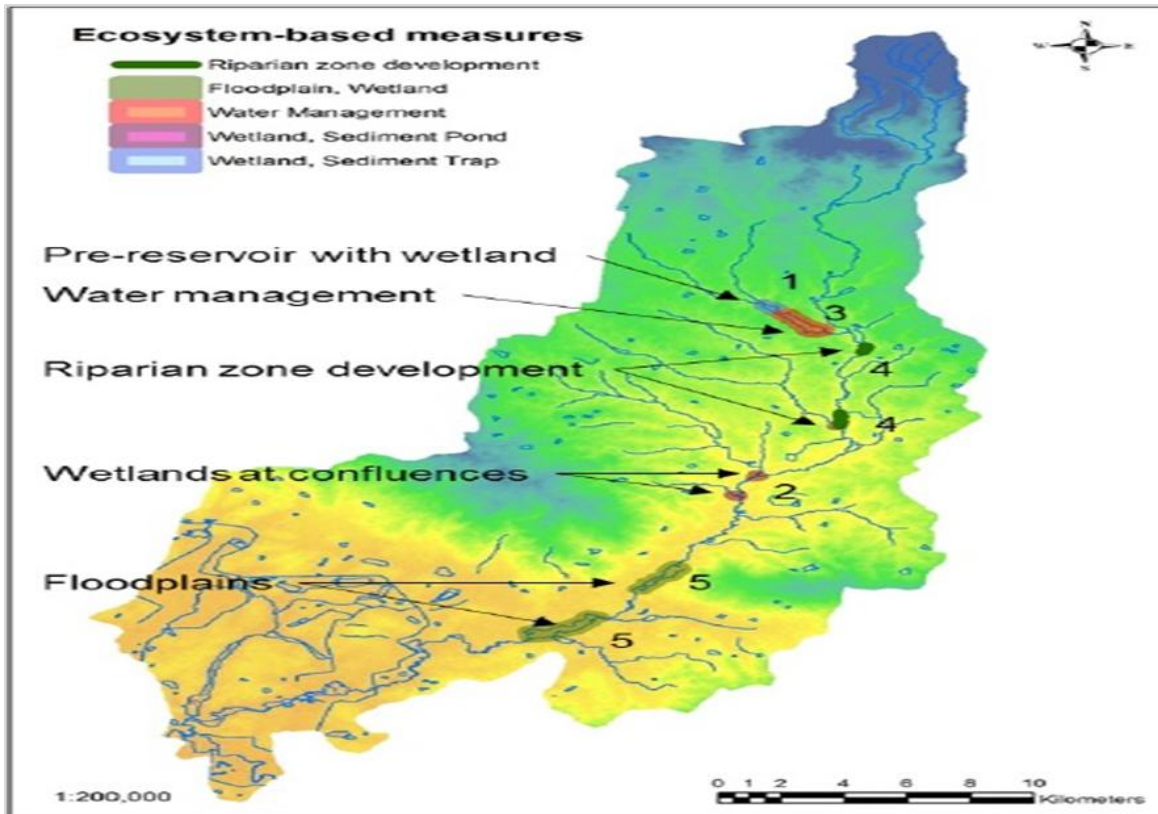 Ecosystem-based measures
Riparian zone development
Floodplain, Wetland
Water Management
Wetland, Sediment Pond
Wetland, Sediment Trap
N
W E
S
Pre-reservoir with wetland
1
Water management
3
Riparian zone development
4
4
Wetlands at confluences
2
Floodplains
5
5
1:200,000
0 1 2 4 6 8 10
Kilometers